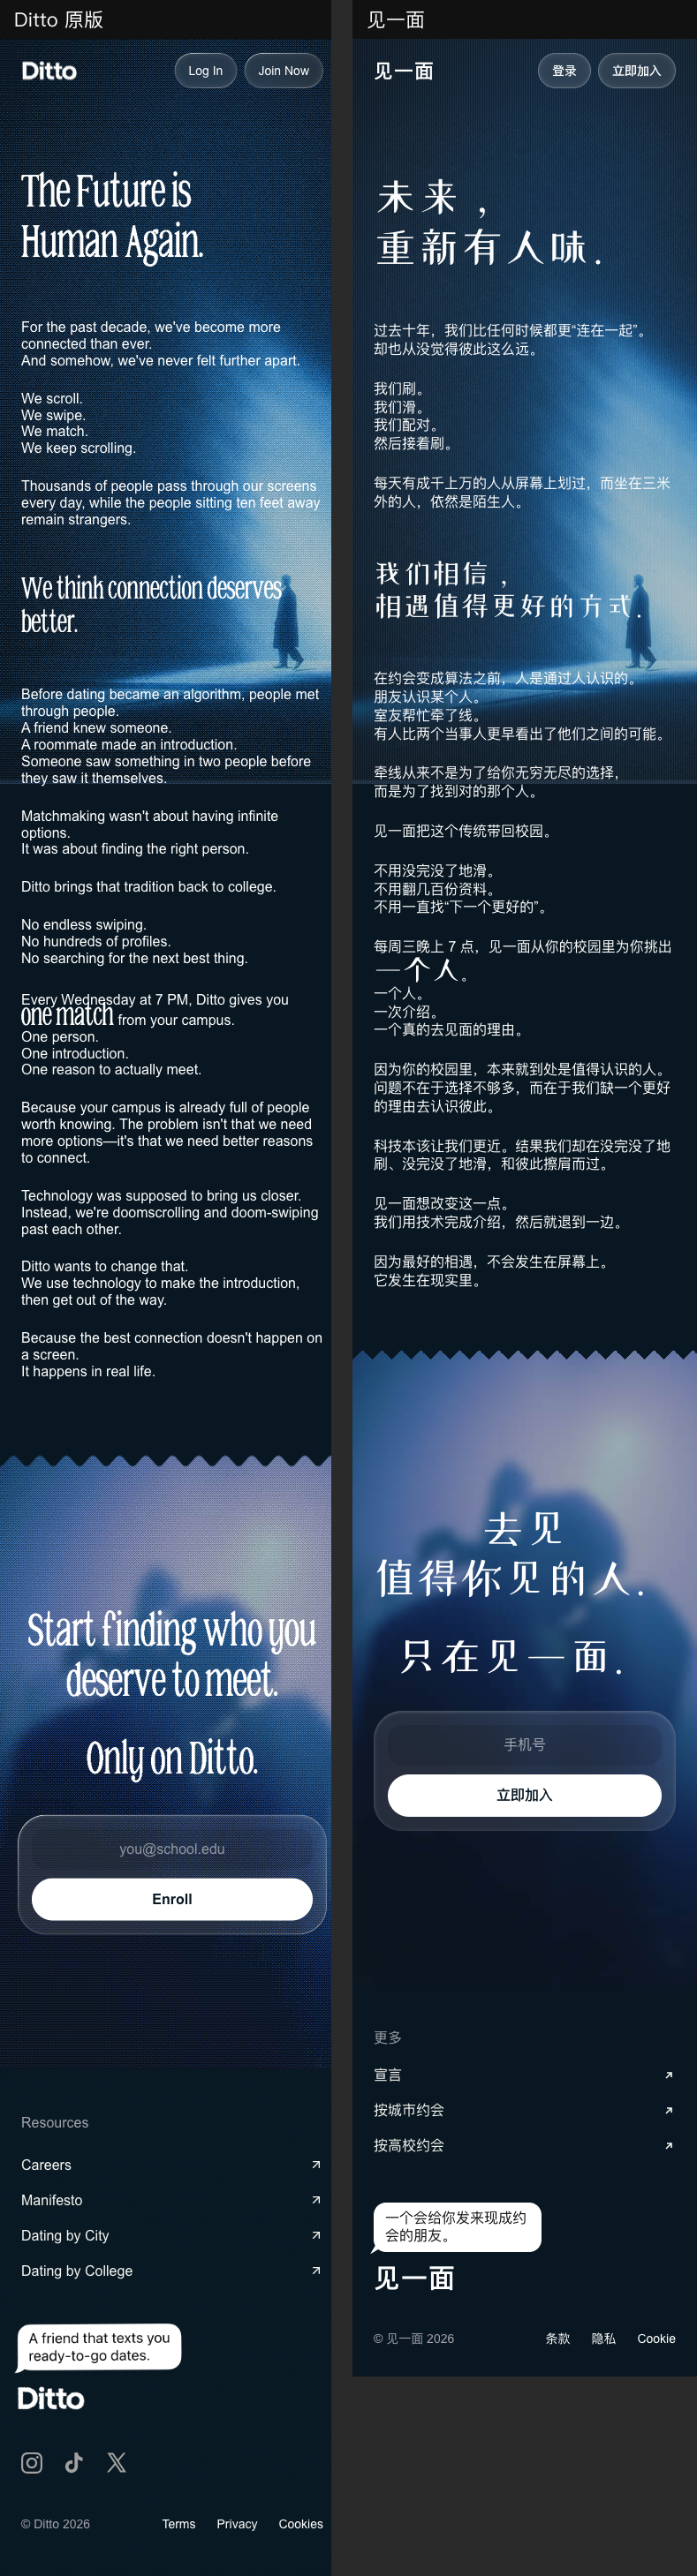 Ditto 原版
Ditto
Log In
Join Now
The Future is
Human Again.
For the past decade, we've become more
connected than ever.
And somehow, we've never felt further apart.
We scroll.
We swipe.
We match.
We keep scrolling.
Thousands of people pass through our screens
every day, while the people sitting ten feet away
remain strangers.
We think connection deserves
better.
Before dating became an algorithm, people met
through people.
A friend knew someone.
A roommate made an introduction.
Someone saw something in two people before
they saw it themselves.
Matchmaking wasn't about having infinite
options.
It was about finding the right person.
Ditto brings that tradition back to college.
No endless swiping.
No hundreds of profiles.
No searching for the next best thing.
Every Wednesday at 7 PM, Ditto gives you
one match from your campus.
One person.
One introduction.
One reason to actually meet.
Because your campus is already full of people
worth knowing. The problem isn't that we need
more options—it's that we need better reasons
to connect.
Technology was supposed to bring us closer.
Instead, we're doomscrolling and doom-swiping
past each other.
Ditto wants to change that.
We use technology to make the introduction,
then get out of the way.
Because the best connection doesn't happen on
a screen.
It happens in real life.
Start finding who you
deserve to meet.
Only on Ditto.
you@school.edu
Enroll
Resources
Careers
Manifesto
Dating by City
Dating by College
A friend that texts you
ready-to-go dates.
Ditto
© Ditto 2026
Terms
Privacy
Cookies
见一面
见一面
登录
立即加入
未来，
重新有人味.
过去十年，我们比任何时候都更“连在一起”。
却也从没觉得彼此这么远。
我们刷。
我们滑。
我们配对。
然后接着刷。
每天有成千上万的人从屏幕上划过，而坐在三米
外的人，依然是陌生人。
我们相信，
相遇值得更好的方式.
在约会变成算法之前，人是通过人认识的。
朋友认识某个人。
室友帮忙牵了线。
有人比两个当事人更早看出了他们之间的可能。
牵线从来不是为了给你无穷无尽的选择，
而是为了找到对的那个人。
见一面把这个传统带回校园。
不用没完没了地滑。
不用翻几百份资料。
不用一直找“下一个更好的”。
每周三晚上 7 点，见一面从你的校园里为你挑出
一个人。
一个人。
一次介绍。
一个真的去见面的理由。
因为你的校园里，本来就到处是值得认识的人。
问题不在于选择不够多，而在于我们缺一个更好
的理由去认识彼此。
科技本该让我们更近。结果我们却在没完没了地
刷、没完没了地滑，和彼此擦肩而过。
见一面想改变这一点。
我们用技术完成介绍，然后就退到一边。
因为最好的相遇，不会发生在屏幕上。
它发生在现实里。
去见
值得你见的人.
只在见一面.
手机号
立即加入
更多
宣言
按城市约会
按高校约会
一个会给你发来现成约
会的朋友。
见一面
© 见一面 2026
条款
隐私
Cookie